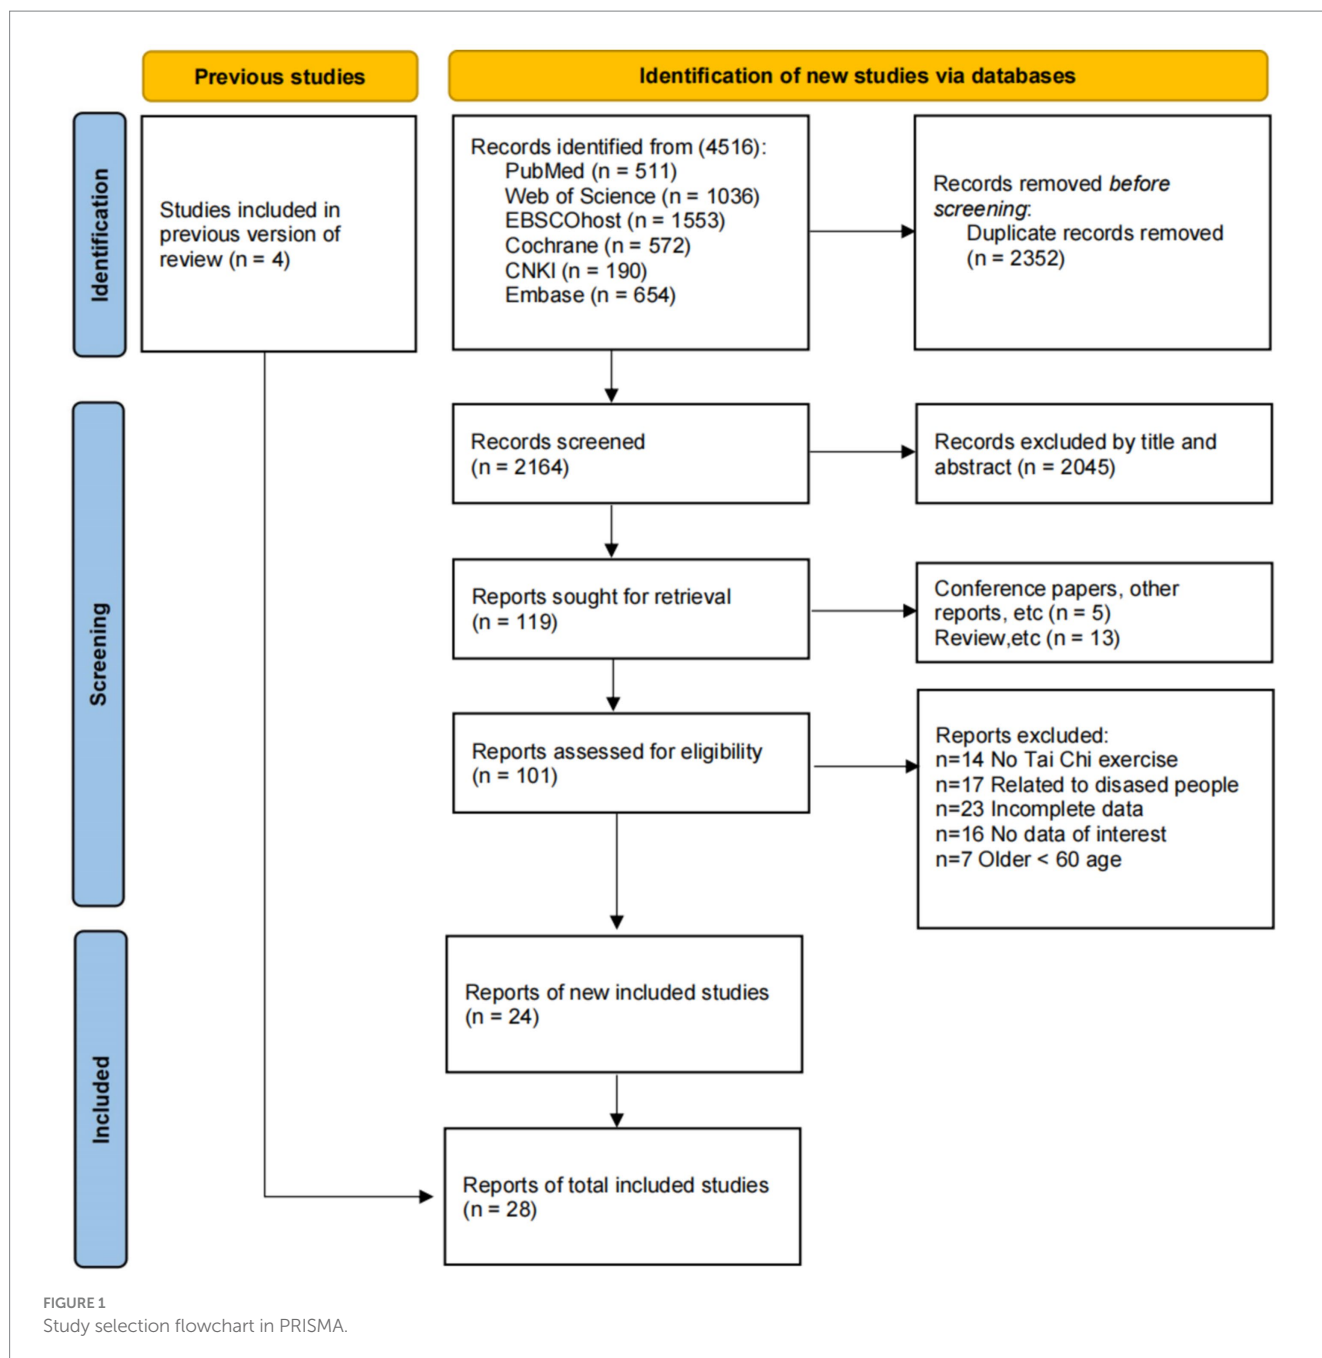 Previous studies
Identification of new studies via databases
Identification
Studies included in
previous version of
review (n = 4)
Records identified from (4516):
PubMed (n = 511)
Web of Science (n = 1036)
EBSCOhost (n = 1553)
Cochrane (n = 572)
CNKI (n = 190)
Embase (n = 654)
Records removed before
screening:
Duplicate records removed
(n = 2352)
Screening
Records screened
(n = 2164)
Records excluded by title and
abstract (n = 2045)
Reports sought for retrieval
(n = 119)
Conference papers, other
reports, etc (n = 5)
Review,etc (n = 13)
Reports assessed for eligibility
(n = 101)
Reports excluded:
n=14 No Tai Chi exercise
n=17 Related to disased people
n=23 Incomplete data
n=16 No data of interest
n=7 Older < 60 age
Included
Reports of new included studies
(n = 24)
Reports of total included studies
(n = 28)
FIGURE 1
Study selection flowchart in PRISMA.